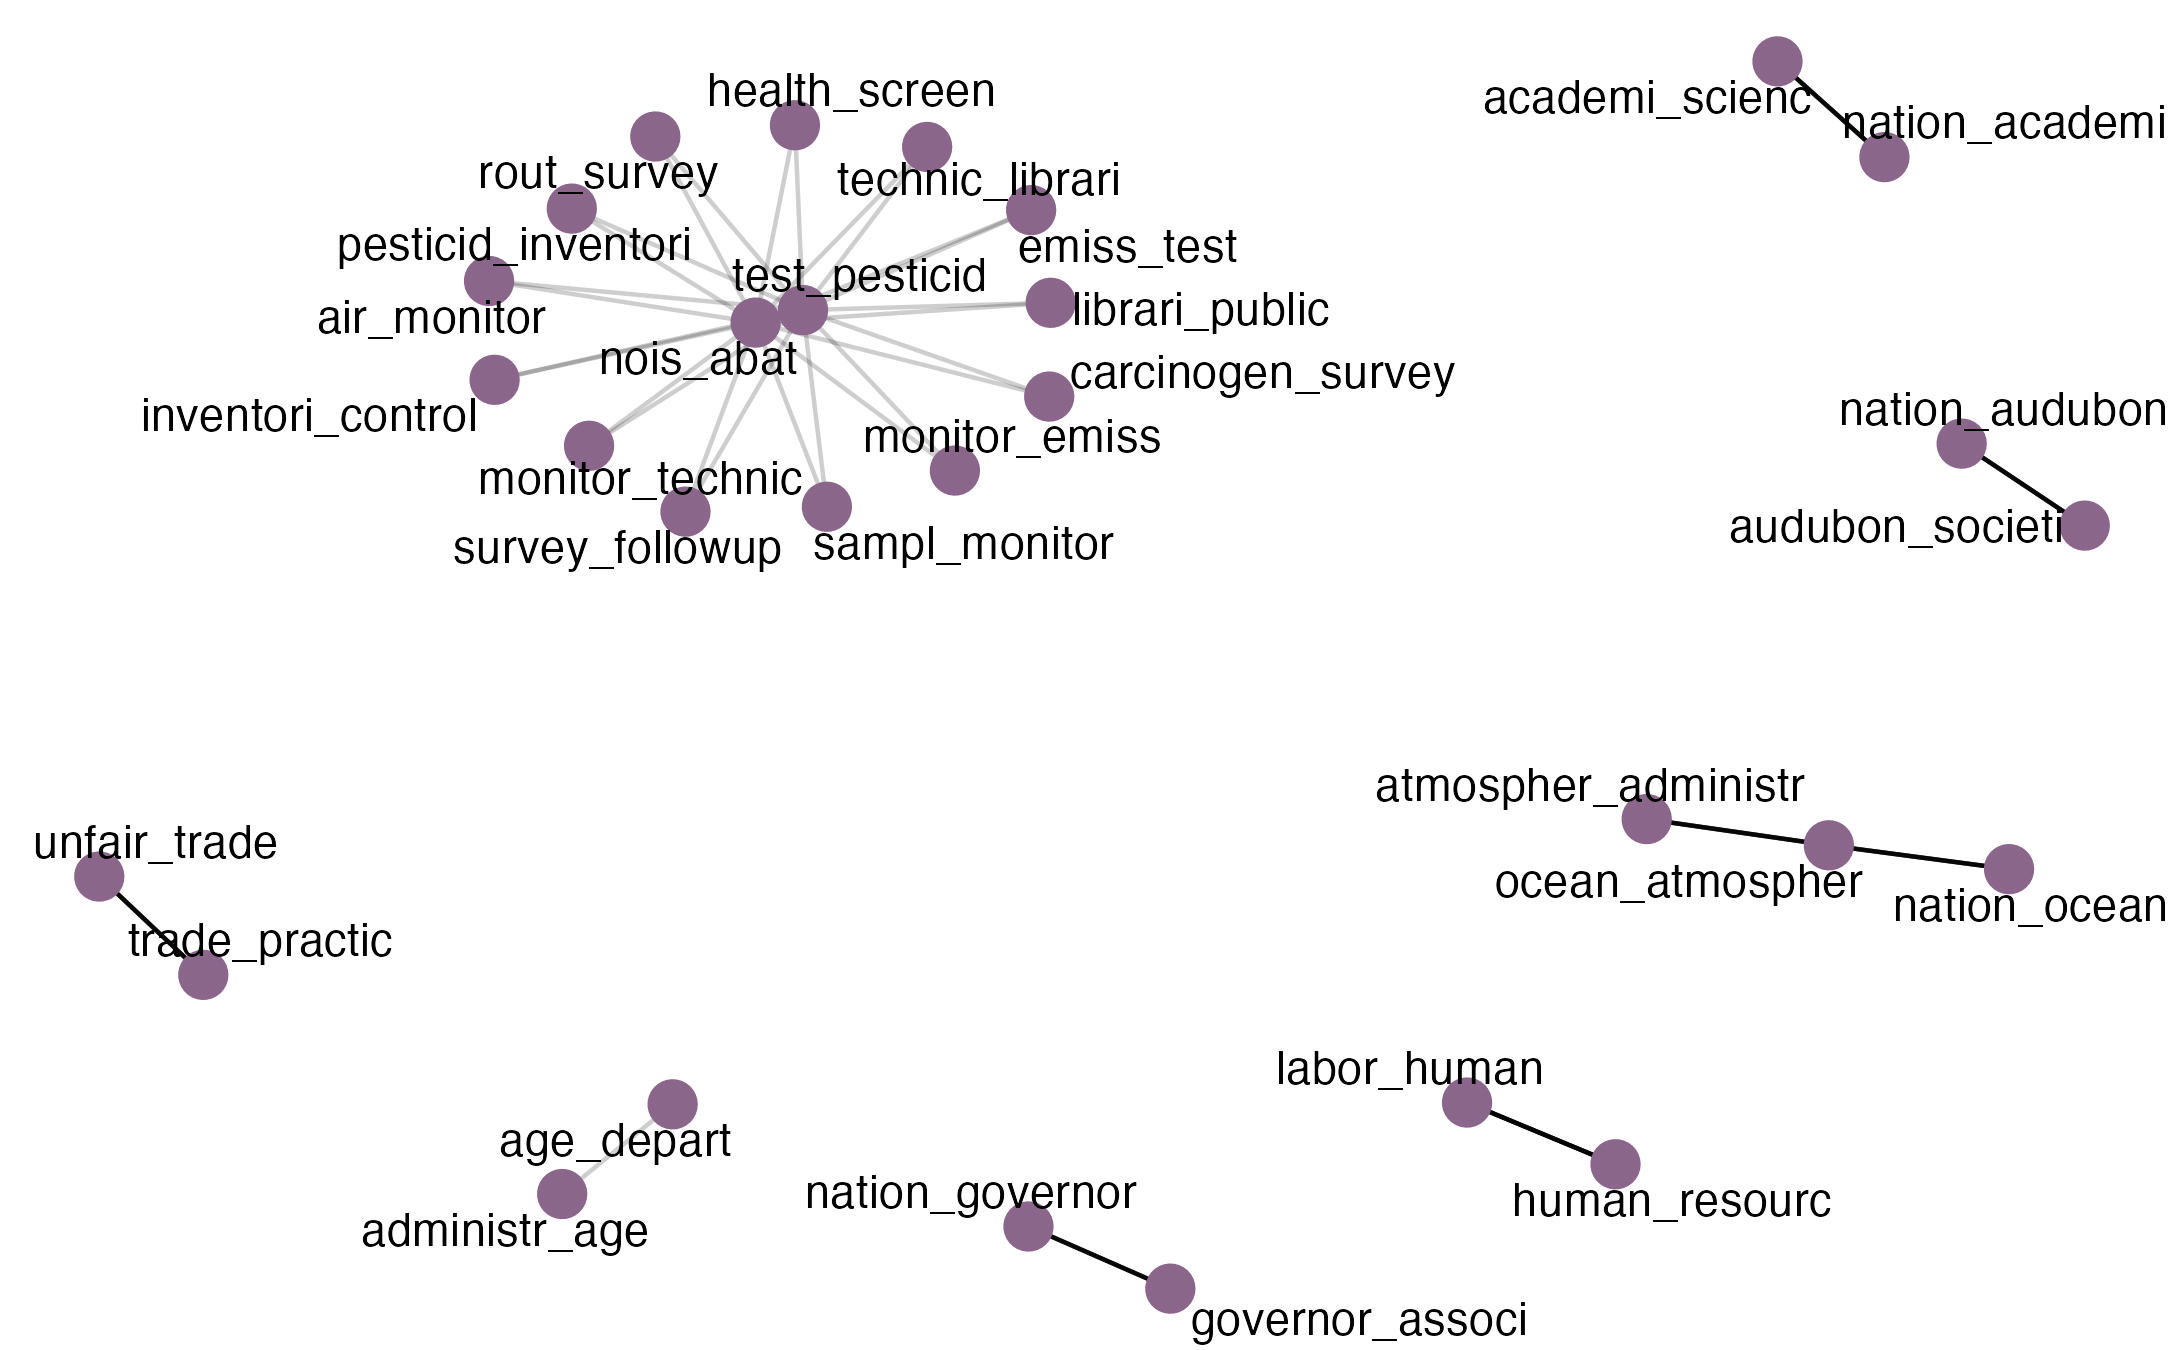 health_screen
academi_scienc
nation_academi
rout_survey
technic_librari
pesticid_inventori
emiss_test
test_pesticid
air_monitor
librari_public
nois_abat
carcinogen_survey
inventori_control
nation_audubon
monitor_emiss
monitor_technic
audubon_societi
survey_followup
sampl_monitor
atmospher_administr
unfair_trade
ocean_atmospher
nation_ocean
trade_practic
labor_human
age_depart
nation_governor
human_resourc
administr_age
governor_associ